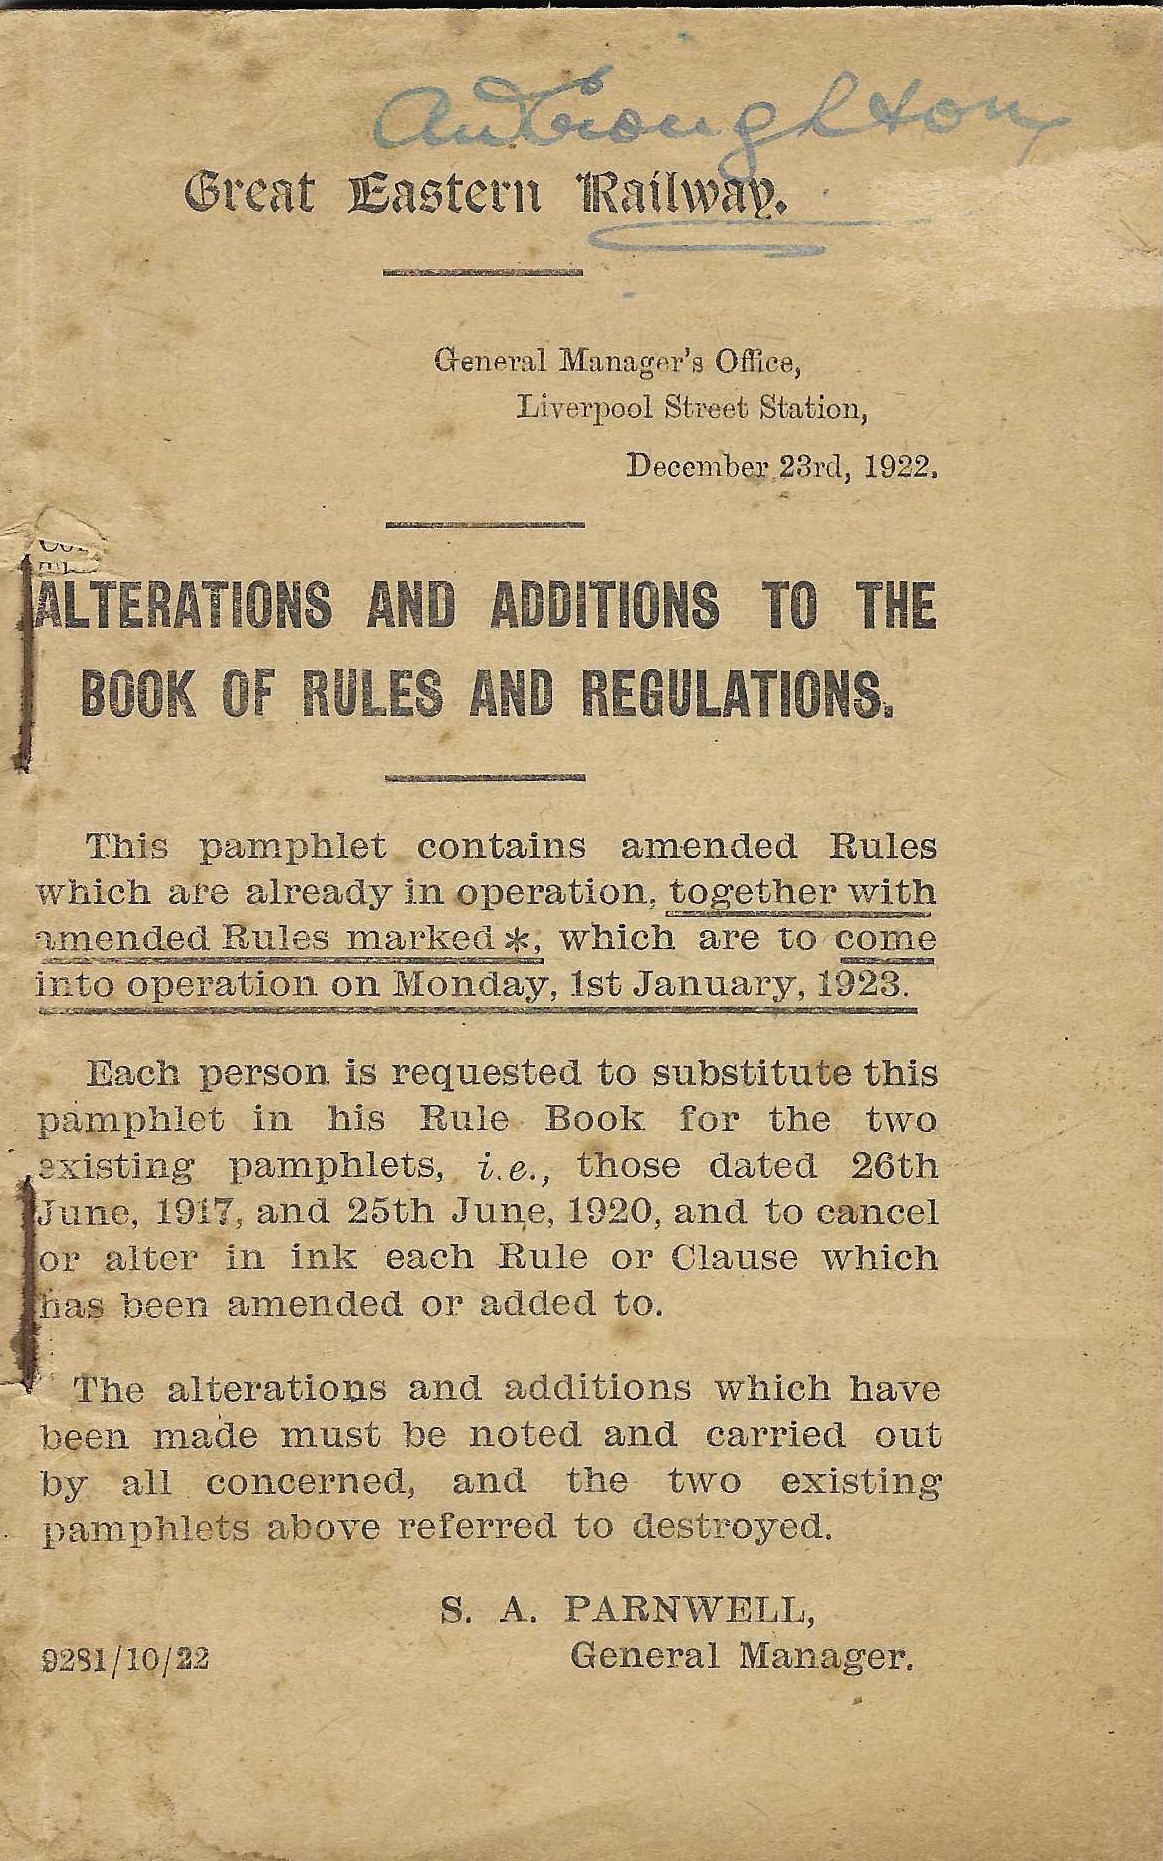 Great Eastern Railway.
General Manager's Office,
Liverpool Street Station,
December 23rd, 1922.
ALTERATIONS AND ADDITIONS TO THE
BOOK OF RULES AND REGULATIONS.
This pamphlet contains amended Rules
which are already in operation, together with
amended Rules marked *, which are to come
into operation on Monday, 1st January, 1923.
Each person is requested to substitute this
pamphlet in his Rule Book for the two
existing pamphlets, i.e., those dated 26th
June, 1917, and 25th June, 1920, and to cancel
or alter in ink each Rule or Clause which
has been amended or added to.
The alterations and additions which have
been made must be noted and carried out
by all concerned, and the two existing
pamphlets above referred to destroyed.
S. A. PARNWELL,
9281/10/22 General Manager.